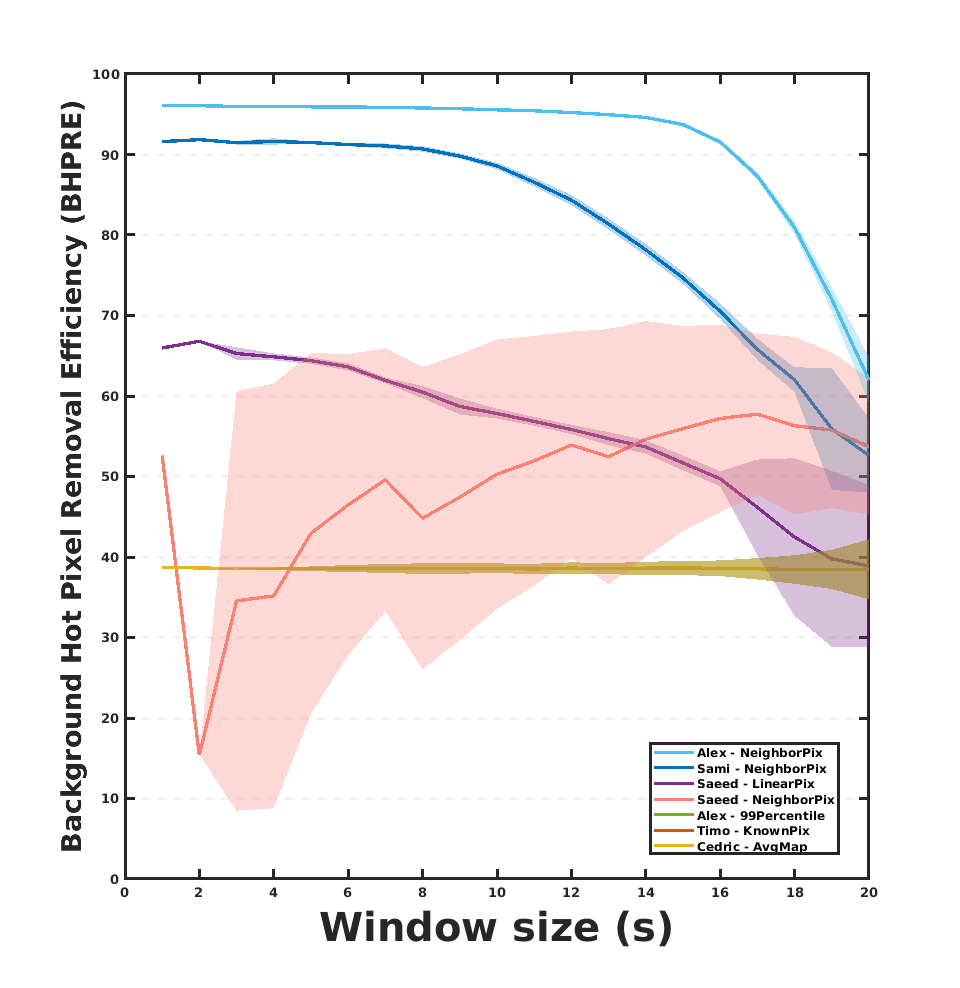 Background Hot Pixel Removal Efficiency (BHPRE)
100
90
80
70
60
50
40
30
20
10
0
Alex - NeighborPix
Sami - NeighborPix
Saeed - LinearPix
Saeed - NeighborPix
Alex - 99Percentile
Timo - KnownPix
Cedric - AvgMap
0 2 4 6 8 10 12 14 16 18 20
Window size (s)